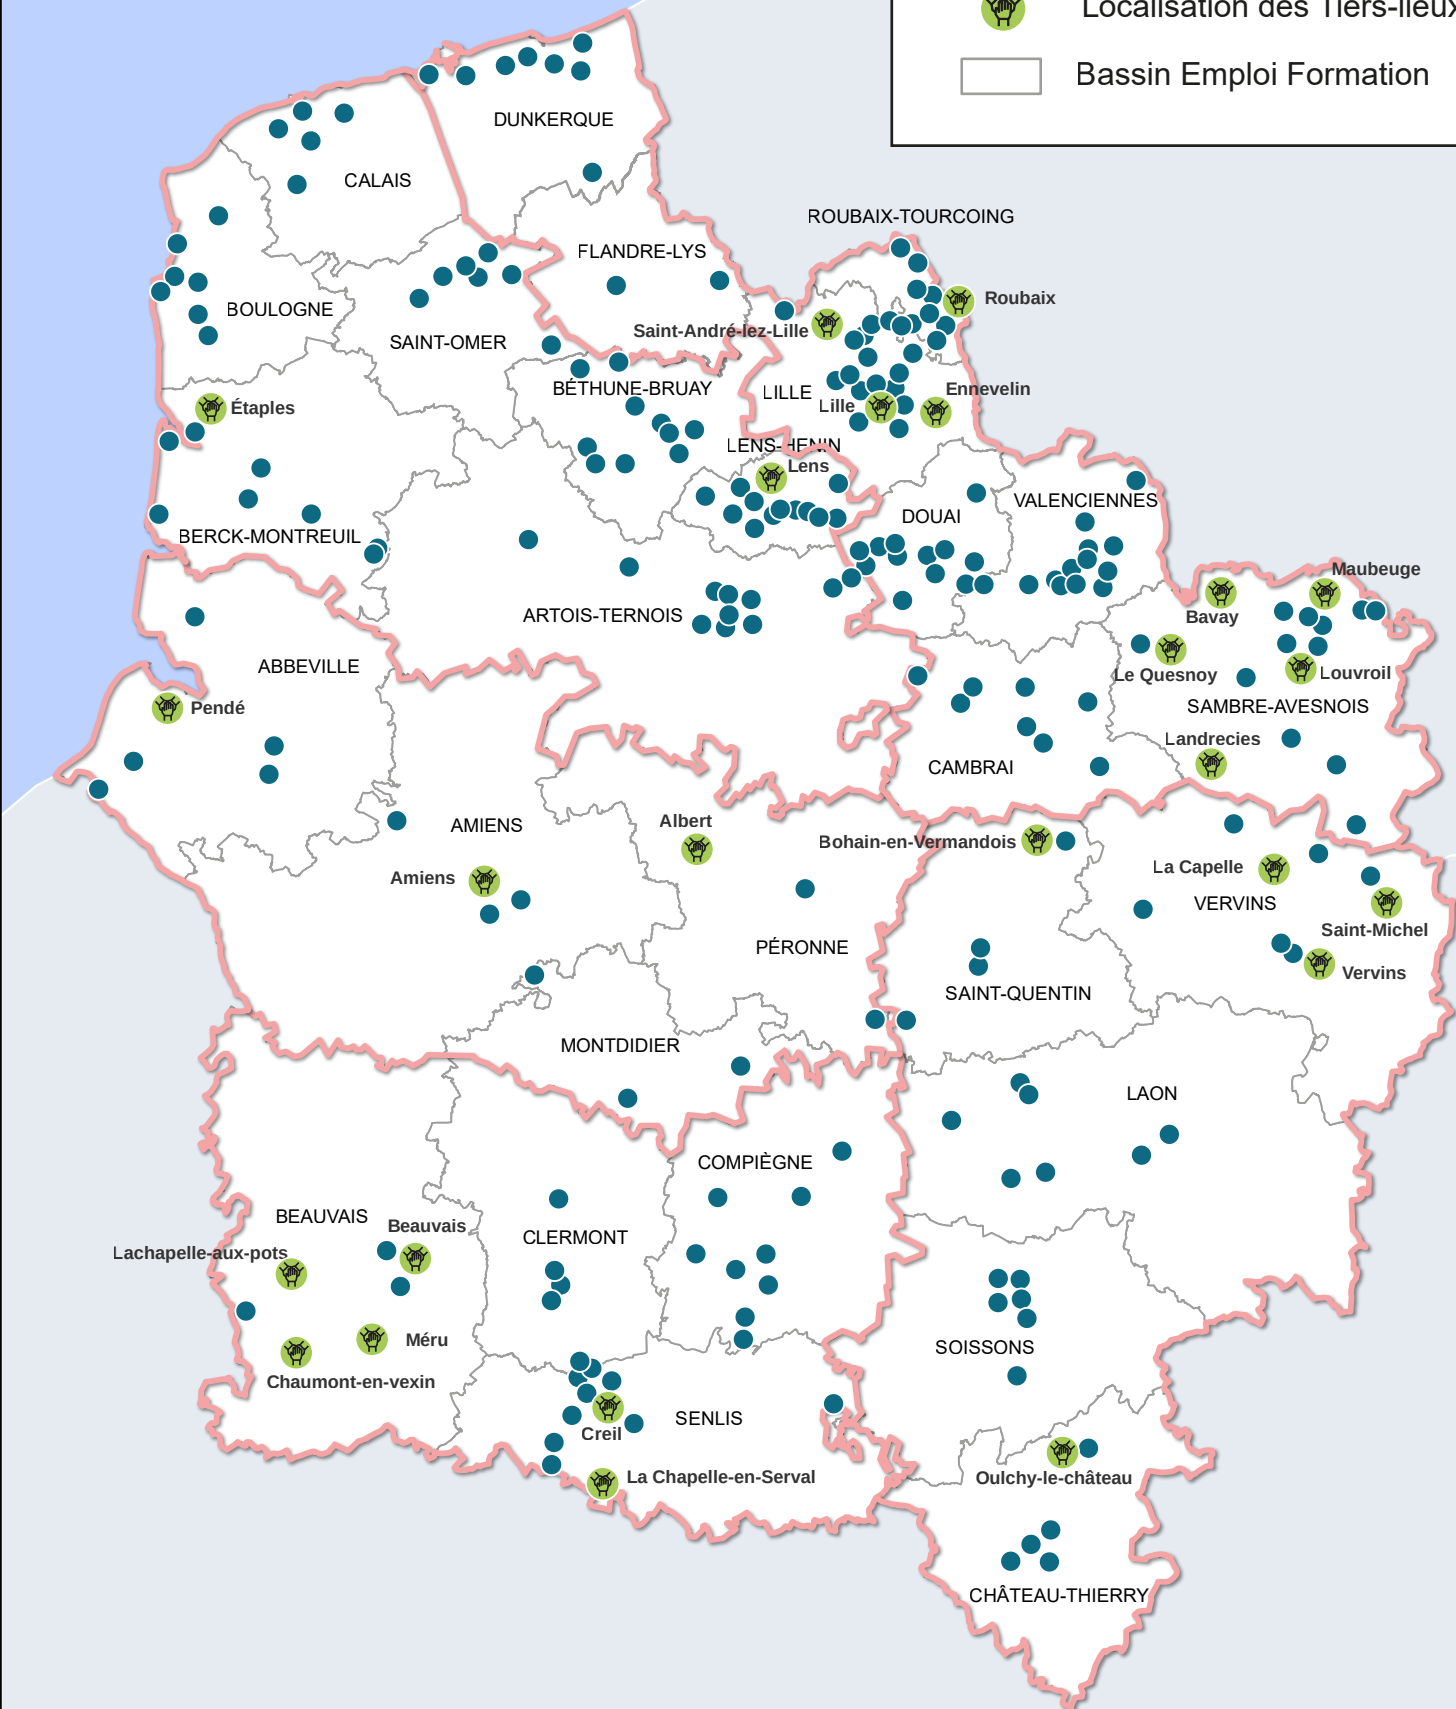 Localisation des Tiers-lieux
Bassin Emploi Formation
DUNKERQUE
CALAIS
ROUBAIX-TOURCOING
FLANDRE-LYS
Roubaix
BOULOGNE
Saint-André-lez-Lille
SAINT-OMER
BÉTHUNE-BRUAY
LILLE
Ennevelin
Étaples
Lille
LENS-HENIN
Lens
VALENCIENNES
DOUAI
BERCK-MONTREUIL
Maubeuge
ARTOIS-TERNOIS
Bavay
ABBEVILLE
Le Quesnoy
Louvroil
Pendé
SAMBRE-AVESNOIS
Landrecies
CAMBRAI
Albert
AMIENS
Bohain-en-Vermandois
La Capelle
Amiens
VERVINS
Saint-Michel
PÉRONNE
Vervins
SAINT-QUENTIN
MONTDIDIER
LAON
COMPIÈGNE
BEAUVAIS
Beauvais
CLERMONT
Lachapelle-aux-pots
Méru
SOISSONS
Chaumont-en-vexin
SENLIS
Creil
La Chapelle-en-Serval
Oulchy-le-château
CHÂTEAU-THIERRY